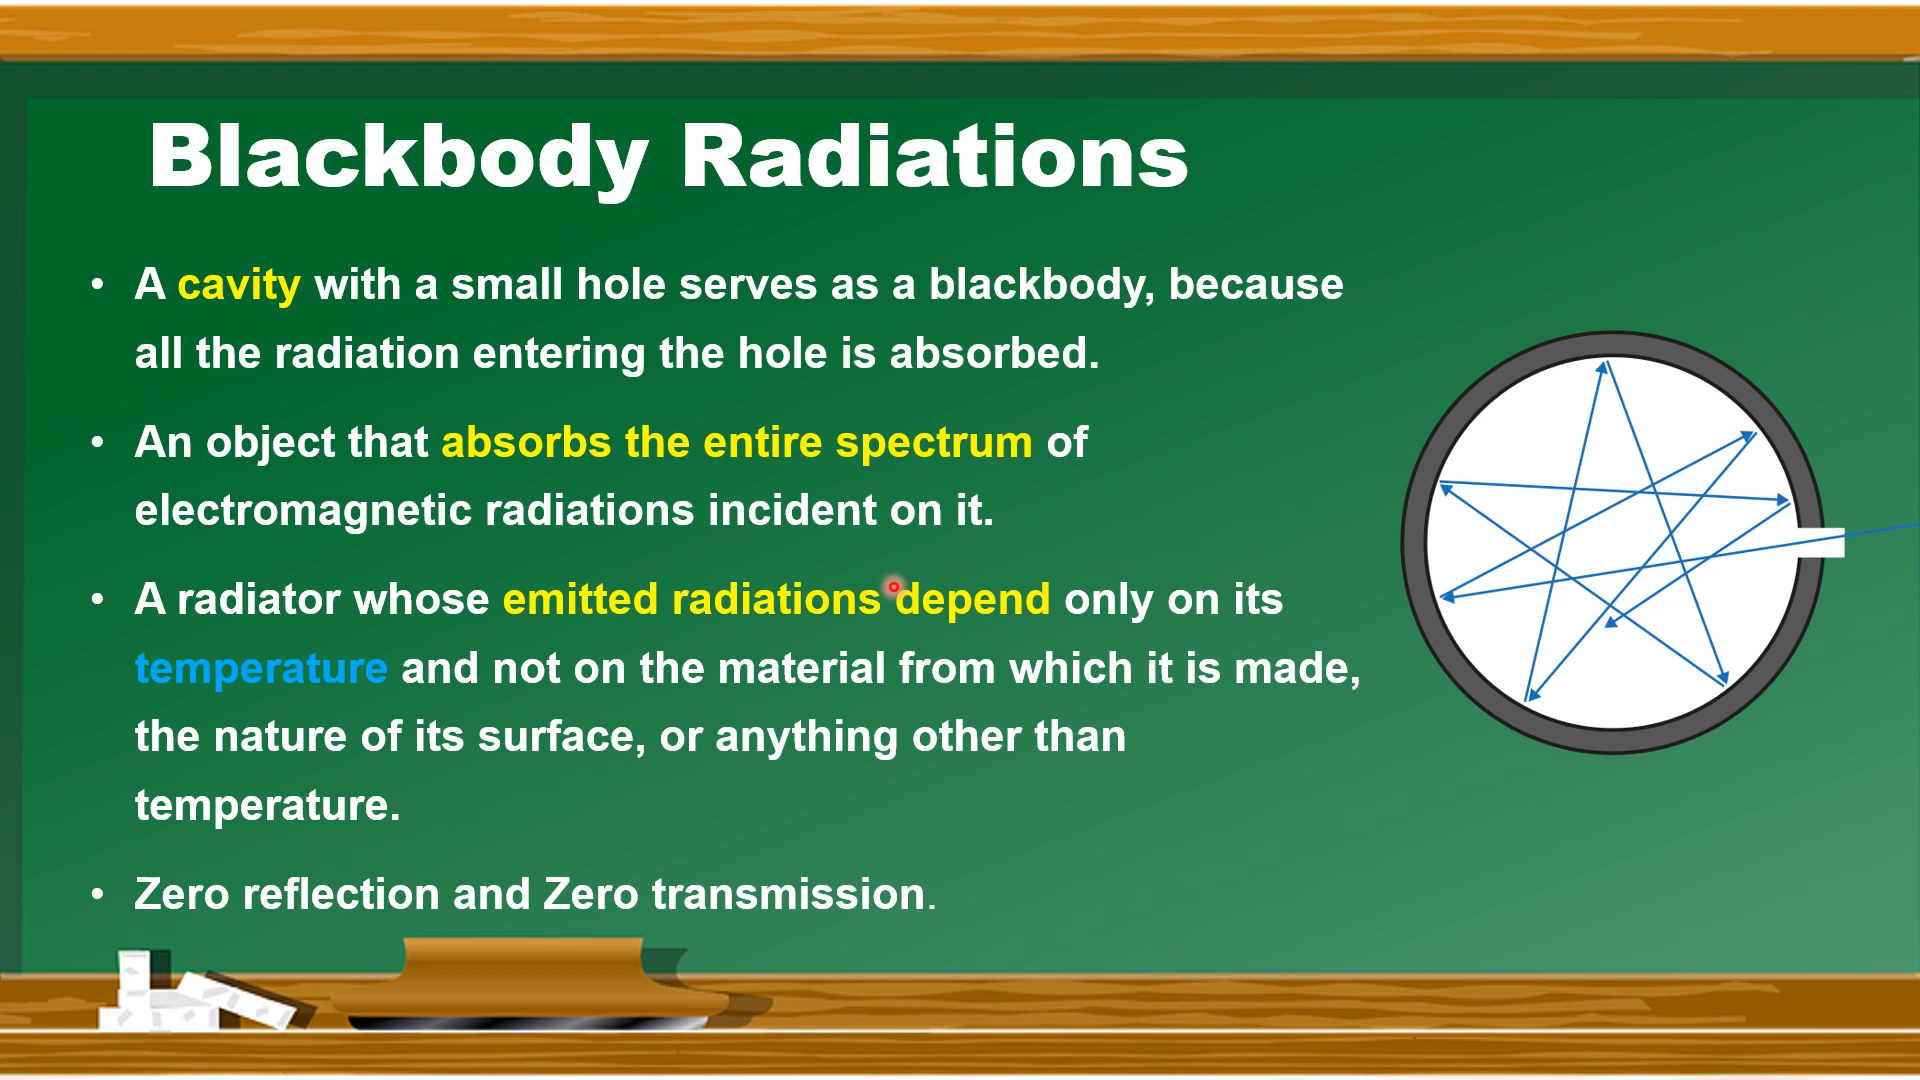 Blackbody Radiations
• A cavity with a small hole serves as a blackbody, because
all the radiation entering the hole is absorbed.
• An object that absorbs the entire spectrum of
electromagnetic radiations incident on it.
• A radiator whose emitted radiations depend only on its
temperature and not on the material from which it is made,
the nature of its surface, or anything other than
temperature.
• Zero reflection and Zero transmission.